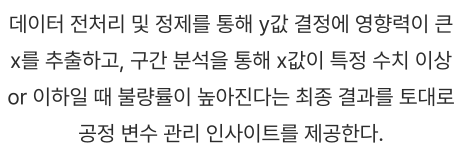 데이터 전처리 및 정제를 통해 y값 결정에 영향력이 큰
x를 추출하고, 구간 분석을 통해 x값이 특정 수치 이상
or 이하일 때 불량률이 높아진다는 최종 결과를 토대로
공정 변수 관리 인사이트를 제공한다.